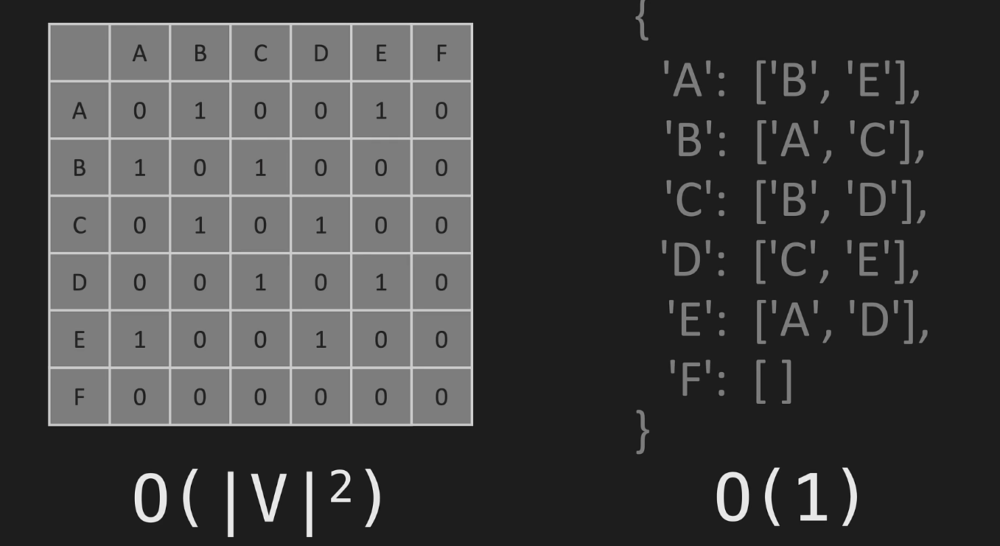 A B C D E F
A 0 1 0 0 1 0
B 1 0 1 0 0 0
C 0 1 0 1 0 0
D 0 0 1 0 1 0
E 1 0 0 1 0 0
F 0 0 0 0 0 0
O(|V|²)
{
'A': ['B', 'E'],
'B': ['A', 'C'],
'C': ['B', 'D'],
'D': ['C', 'E'],
'E': ['A', 'D'],
'F': [ ]
}
O(1)